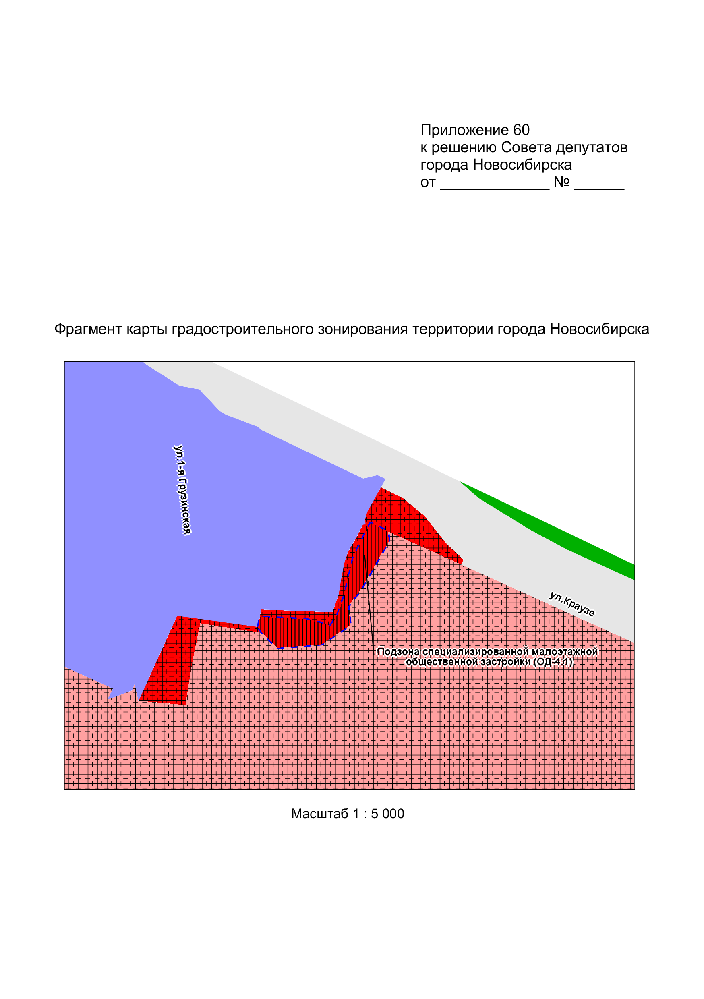 Приложение 60
к решению Совета депутатов
города Новосибирска
от _____________ № ______
Фрагмент карты градостроительного зонирования территории города Новосибирска
ул.1-я Грузинская
ул.Краузе
Подзона специализированной малоэтажной
общественной застройки (ОД-4.1)
Масштаб 1 : 5 000